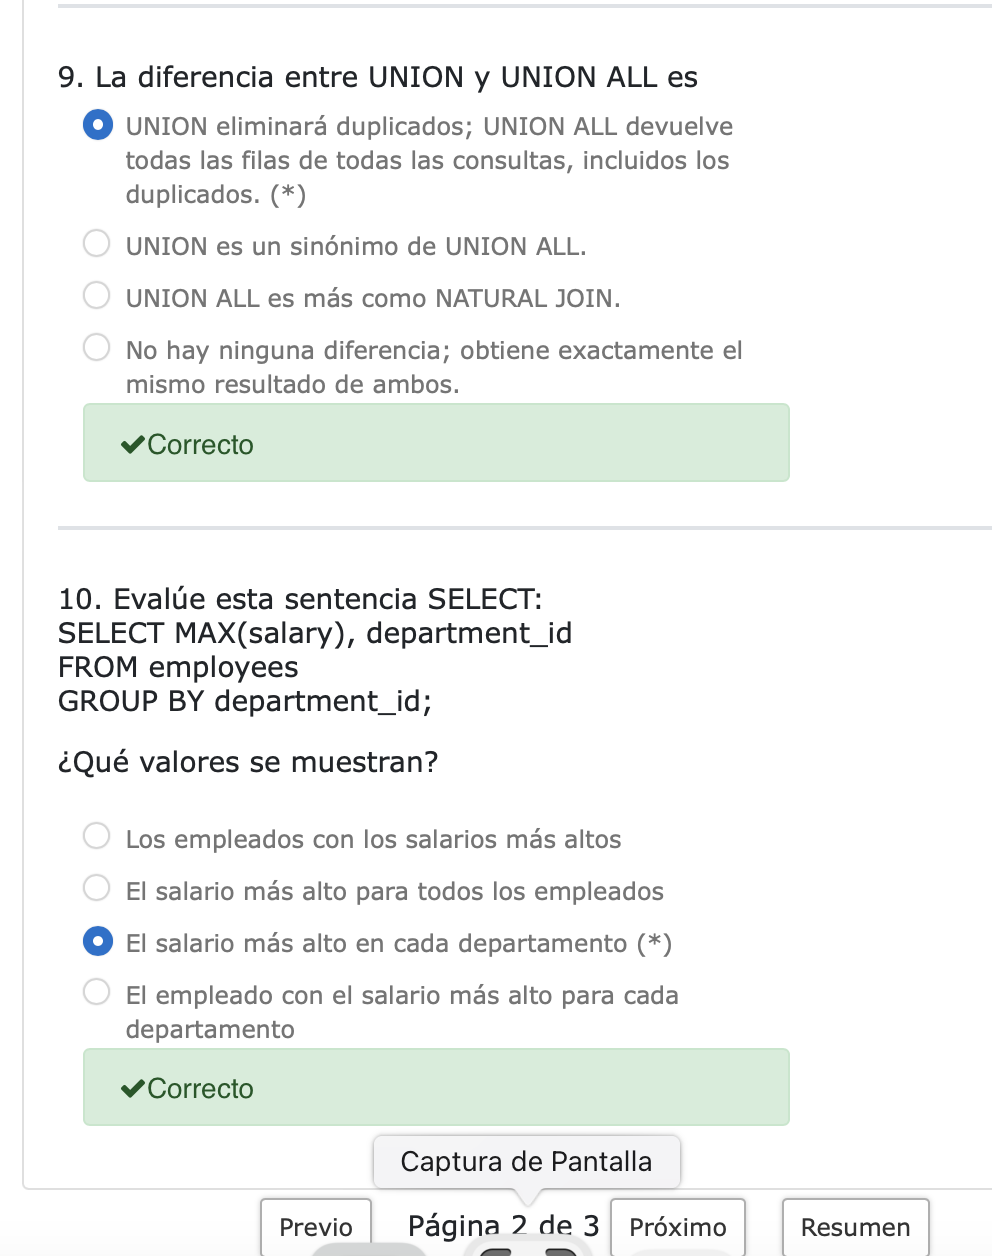 9. La diferencia entre UNION y UNION ALL es
UNION eliminará duplicados; UNION ALL devuelve
todas las filas de todas las consultas, incluidos los
duplicados. (*)
UNION es un sinónimo de UNION ALL.
UNION ALL es más como NATURAL JOIN.
No hay ninguna diferencia; obtiene exactamente el
mismo resultado de ambos.
✔Correcto
10. Evalúe esta sentencia SELECT:
SELECT MAX(salary), department_id
FROM employees
GROUP BY department_id;
¿Qué valores se muestran?
Los empleados con los salarios más altos
El salario más alto para todos los empleados
El salario más alto en cada departamento (*)
El empleado con el salario más alto para cada
departamento
✔Correcto
Captura de Pantalla
Previo Página 2 de 3 Próximo Resumen